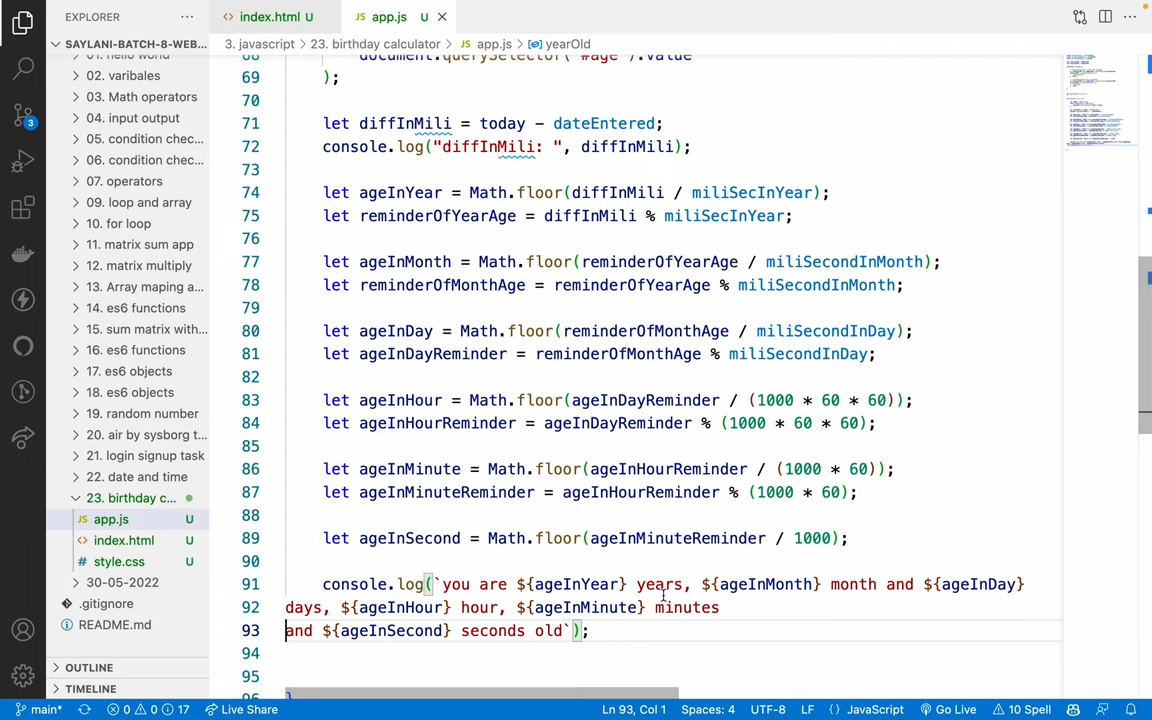 EXPLORER
index.html U
JS app.js U
SAYLANI-BATCH-8-WEB...
3. javascript > 23. birthday calculator > JS app.js > yearOld
01. hello world
02. varibales
03. Math operators
04. input output
05. condition chec...
06. condition chec...
07. operators
09. loop and array
10. for loop
11. matrix sum app
12. matrix multiply
13. Array maping a...
14. es6 functions
15. sum matrix with...
16. es6 functions
17. es6 objects
18. es6 objects
19. random number
20. air by sysborg t...
21. login signup task
22. date and time
23. birthday c...
JS app.js U
index.html U
style.css U
30-05-2022
.gitignore
README.md
OUTLINE
TIMELINE
3
68 document.querySelector("#age").value
69 );
70
71 let diffInMili = today - dateEntered;
72 console.log("diffInMili: ", diffInMili);
73
74 let ageInYear = Math.floor(diffInMili / miliSecInYear);
75 let reminderOfYearAge = diffInMili % miliSecInYear;
76
77 let ageInMonth = Math.floor(reminderOfYearAge / miliSecondInMonth);
78 let reminderOfMonthAge = reminderOfYearAge % miliSecondInMonth;
79
80 let ageInDay = Math.floor(reminderOfMonthAge / miliSecondInDay);
81 let ageInDayReminder = reminderOfMonthAge % miliSecondInDay;
82
83 let ageInHour = Math.floor(ageInDayReminder / (1000 * 60 * 60));
84 let ageInHourReminder = ageInDayReminder % (1000 * 60 * 60);
85
86 let ageInMinute = Math.floor(ageInHourReminder / (1000 * 60));
87 let ageInMinuteReminder = ageInHourReminder % (1000 * 60);
88
89 let ageInSecond = Math.floor(ageInMinuteReminder / 1000);
90
91 console.log(`you are ${ageInYear} years, ${ageInMonth} month and ${ageInDay}
92 days, ${ageInHour} hour, ${ageInMinute} minutes
93 and ${ageInSecond} seconds old`);
94
95
96 }
main* 0 0 17 Live Share Ln 93, Col 1 Spaces: 4 UTF-8 LF {} JavaScript Go Live 10 Spell